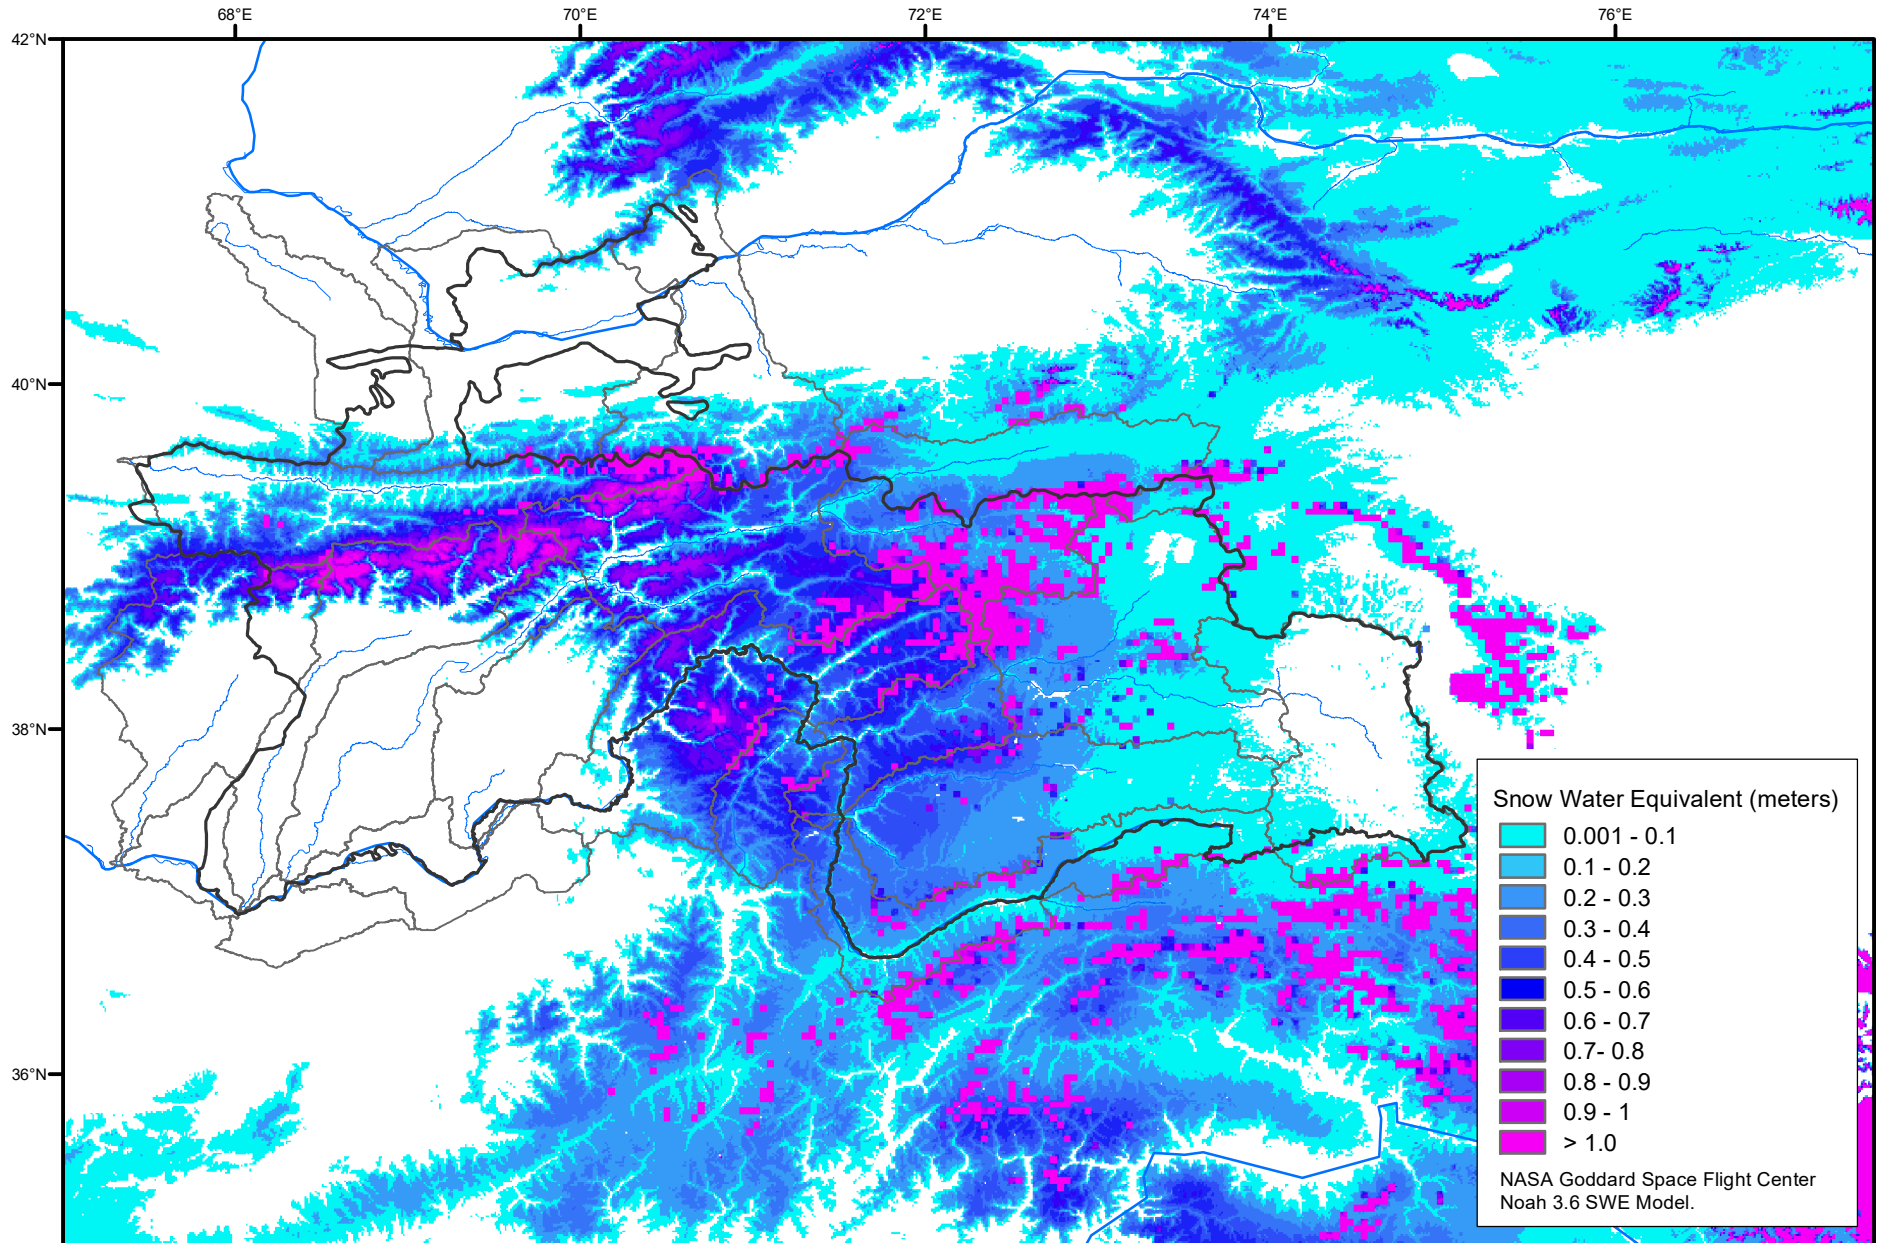 68°E 70°E 72°E 74°E 76°E
42°N
40°N
38°N
36°N
Snow Water Equivalent (meters)
0.001 - 0.1
0.1 - 0.2
0.2 - 0.3
0.3 - 0.4
0.4 - 0.5
0.5 - 0.6
0.6 - 0.7
0.7- 0.8
0.8 - 0.9
0.9 - 1
> 1.0
NASA Goddard Space Flight Center
Noah 3.6 SWE Model.